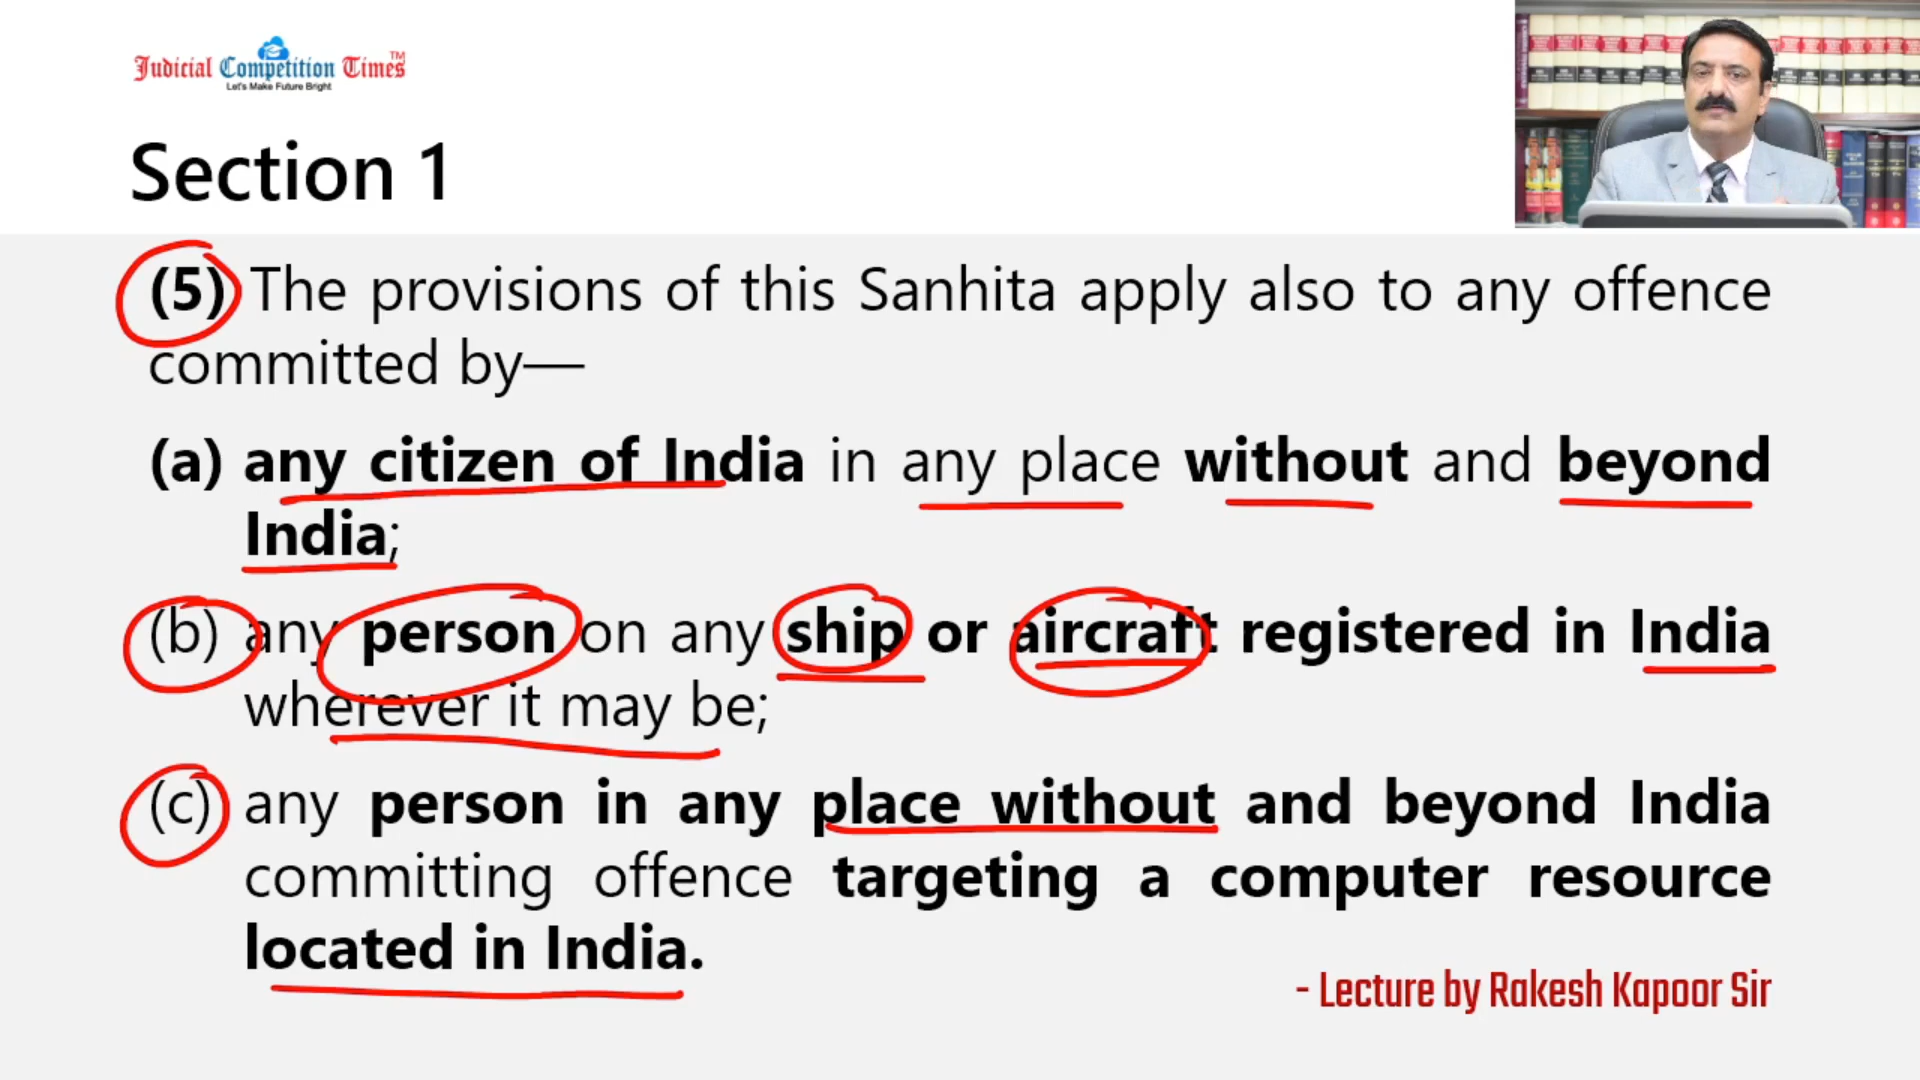 Judicial Competition Times TM
Let's Make Future Bright
Section 1
(5) The provisions of this Sanhita apply also to any offence
committed by—
(a) any citizen of India in any place without and beyond
India;
(b) any person on any ship or aircraft registered in India
wherever it may be;
(c) any person in any place without and beyond India
committing offence targeting a computer resource
located in India.
- Lecture by Rakesh Kapoor Sir